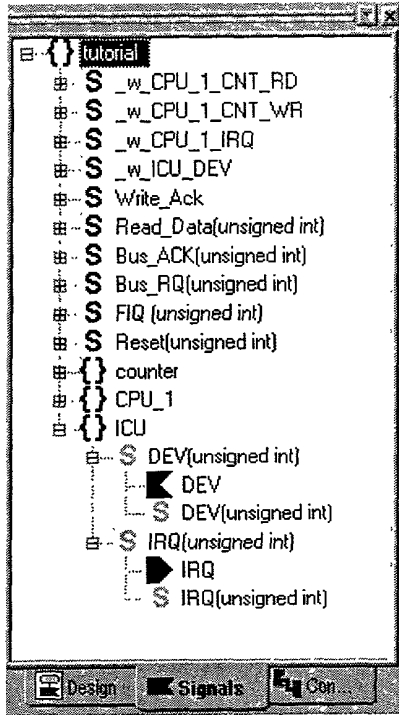 tutorial
S _w_CPU_1_CNT_RD
S _w_CPU_1_CNT_WR
S _w_CPU_1_IRQ
S _w_ICU_DEV
S Write_Ack
S Read_Data(unsigned int)
S Bus_ACK(unsigned int)
S Bus_RQ(unsigned int)
S FIQ (unsigned int)
S Reset(unsigned int)
{} counter
{} CPU_1
{} ICU
S DEV(unsigned int)
DEV
S DEV(unsigned int)
S IRQ(unsigned int)
IRQ
S IRQ(unsigned int)
Design Signals Con...